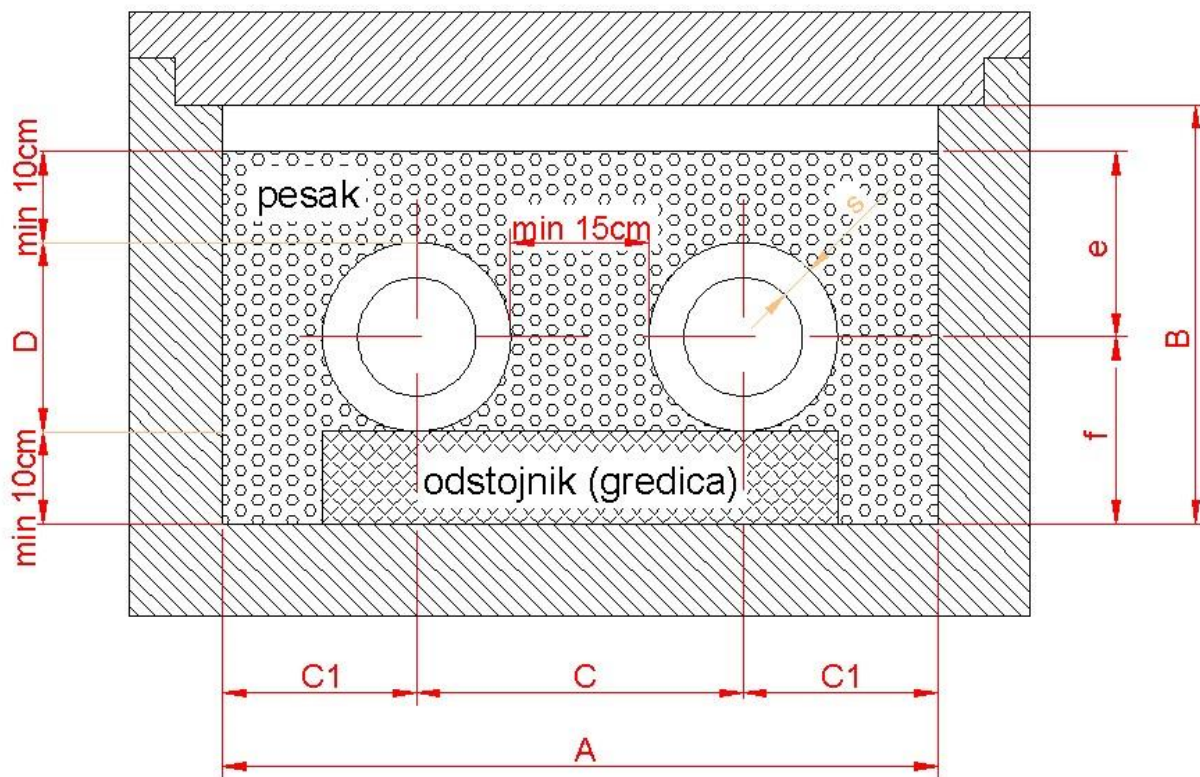 min 10cm
pesak
min 15cm
s
e
B
D
f
min 10cm
odstojnik (gredica)
C1
C
C1
A